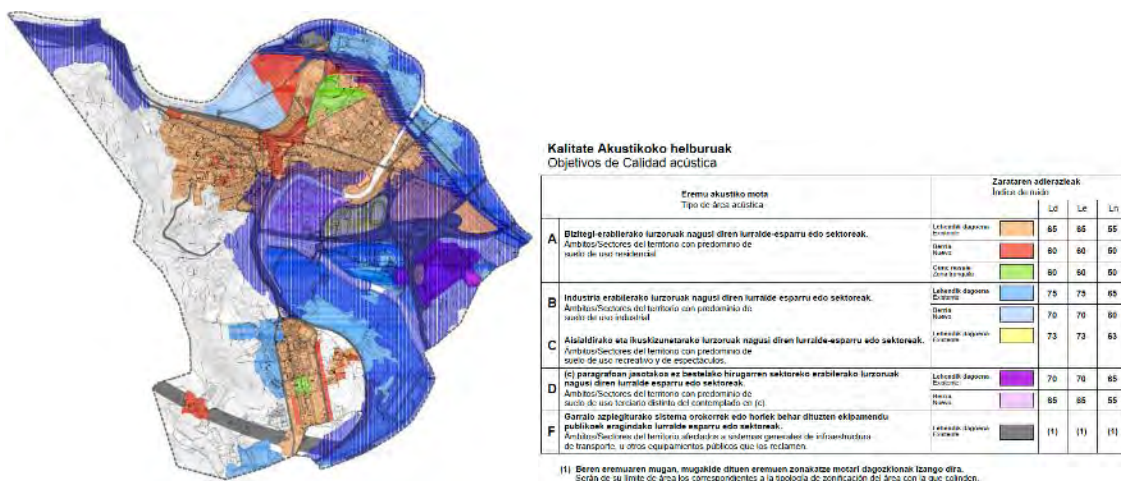 Kalitate Akustikoko helburuak
Objetivos de Calidad acústica
Eremu akustiko mota
Tipo de área acústica
Zarataren adierazleak
Índice de ruido
Ld Le Ln
A
Bizitegi-erabilerako lurzoruak nagusi diren lurralde-esparru edo sektoreak.
Ámbitos/Sectores del territorio con predominio de
suelo de uso residencial
Lehendik dagoena
Existente
65 65 55
Berria
Nuevo
60 60 50
Zona tranquila
60 60 50
B
Industria erabilerako lurzoruak nagusi diren lurralde esparru edo sektoreak.
Ámbitos/Sectores del territorio con predominio de
suelo de uso industrial
Lehendik dagoena
Existente
75 75 65
Berria
Nuevo
70 70 60
C
Aisialdirako eta ikuskizunetarako lurzoruak nagusi diren lurralde-esparru edo sektoreak.
Ámbitos/Sectores del territorio con predominio de
suelo de uso recreativo y de espectáculos.
Lehendik dagoena
Existente
73 73 63
D
(c) paragrafoan jasotakos ez bestelako hirugarren sektoreko erabilerako lurzoruak
nagusi diren lurralde esparru edo sektoreak.
Ámbitos/Sectores del territorio con predominio de
suelo de uso terciario distinto del contemplado en (c)
Lehendik dagoena
Existente
70 70 65
Berria
Nuevo
65 65 55
F
Garraio azpiegiturako sistema orokorrek edo horiek behar dituzten ekipamendu
publikoek eragindako lurralde esparru edo sektoreak.
Ámbitos/Sectores del territorio afectados a sistemas generales de infraestructura
de transporte, u otros equipamientos públicos que los reclamen.
Lehendik dagoena
Existente
(1) (1) (1)
(1) Beren eremuaren mugan, mugakide dituen eremuen zonakatze motari dagozkionak izango dira.
Serán de su límite de área los correspondientes a la tipología de zonificación del área con la que colinden.